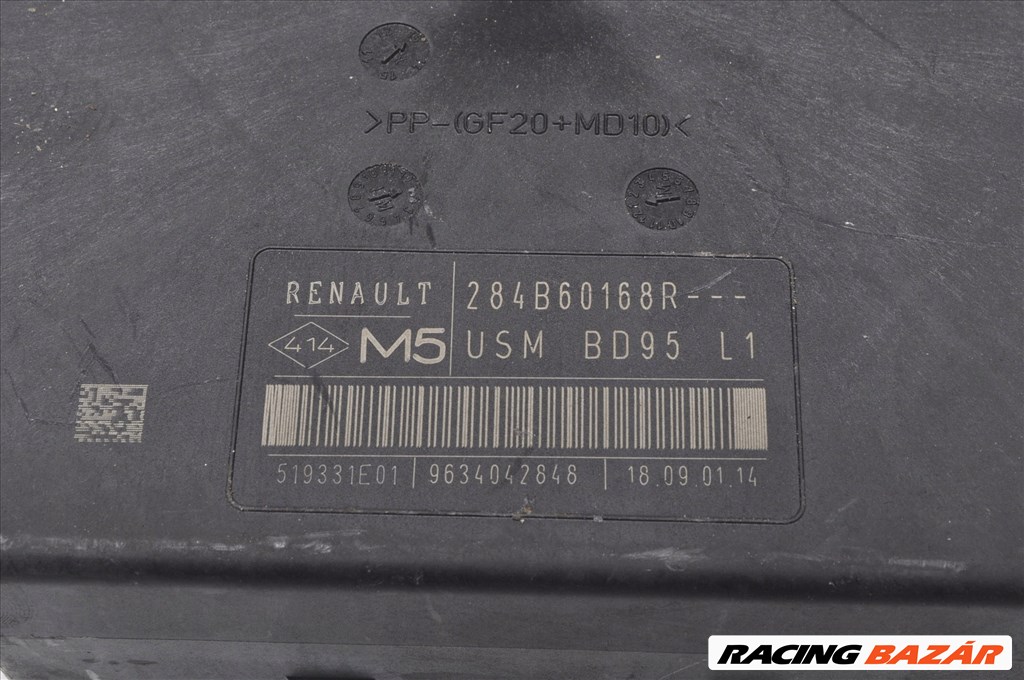 >PP-(GF20+MD10)<
RENAULT 284B60168R---
414 M5 USM BD95 L1
519331E01 9634042848 18.09.01.14
RACING BAZÁR